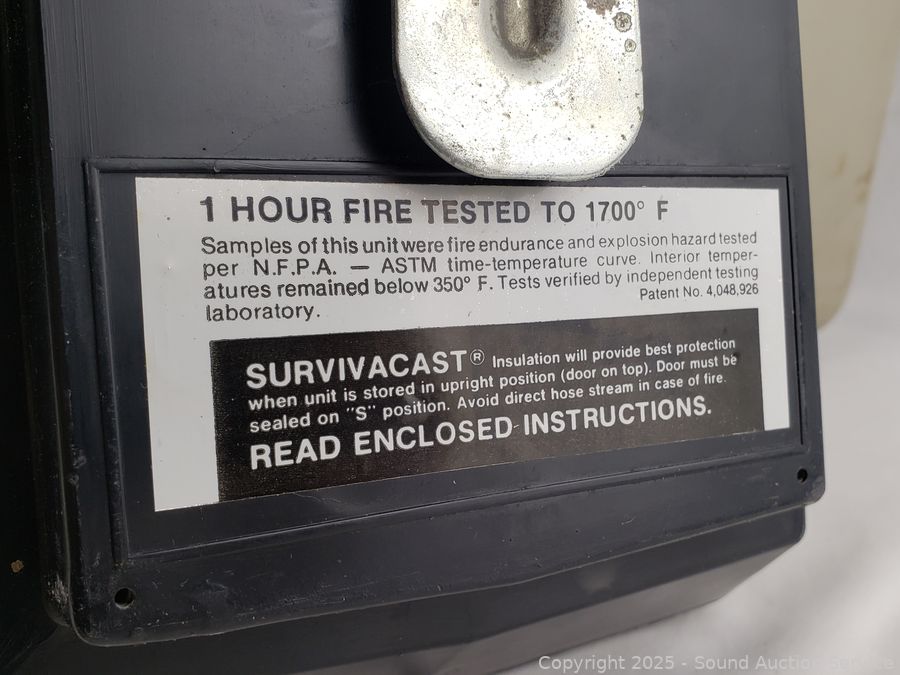 1 HOUR FIRE TESTED TO 1700° F
Samples of this unit were fire endurance and explosion hazard tested
per N.F.P.A. — ASTM time-temperature curve. Interior temper-
atures remained below 350° F. Tests verified by independent testing
laboratory.
Patent No. 4,048,926
SURVIVACAST® Insulation will provide best protection
when unit is stored in upright position (door on top). Door must be
sealed on "S" position. Avoid direct hose stream in case of fire.
READ ENCLOSED INSTRUCTIONS.
Copyright 2025 - Sound Auction Service